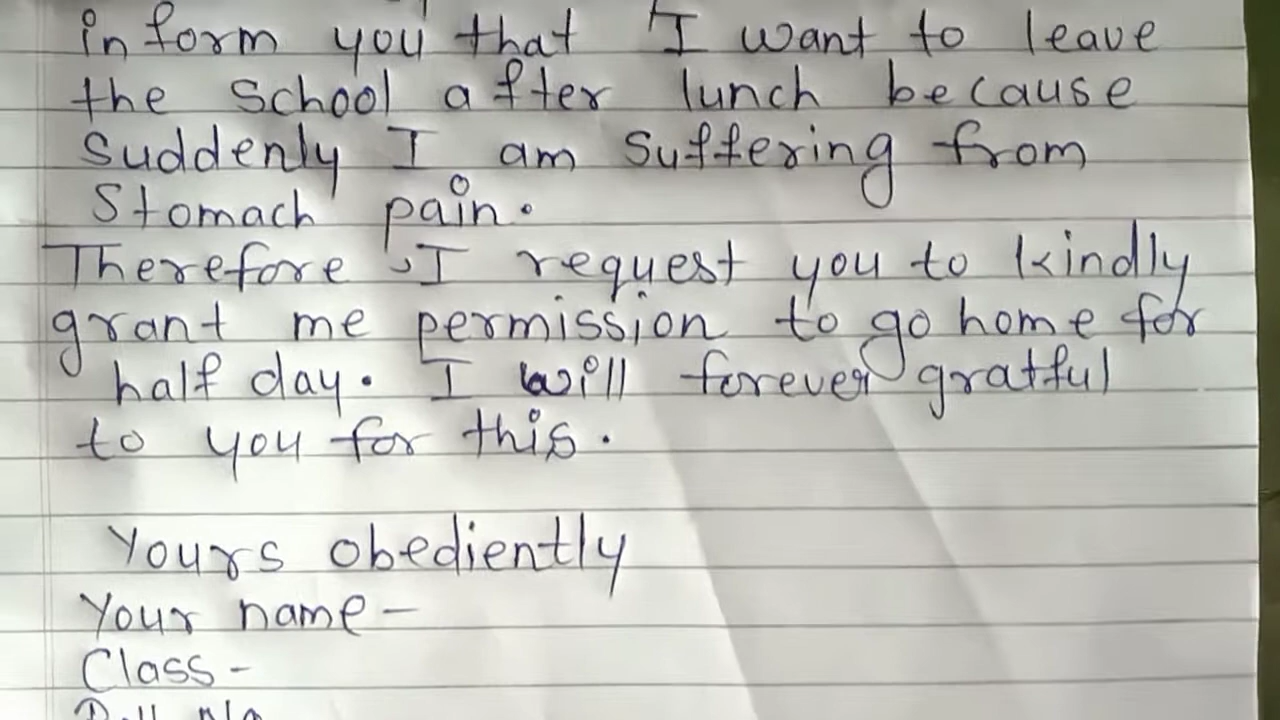 inform you that I want to leave
the School after lunch because
Suddenly I am Suffering from
Stomach pain.
Therefore, I request you to kindly
grant me permission to go home for
half day. I will forever gratful
to you for this.
Yours obediently
Your name-
Class-
Roll No